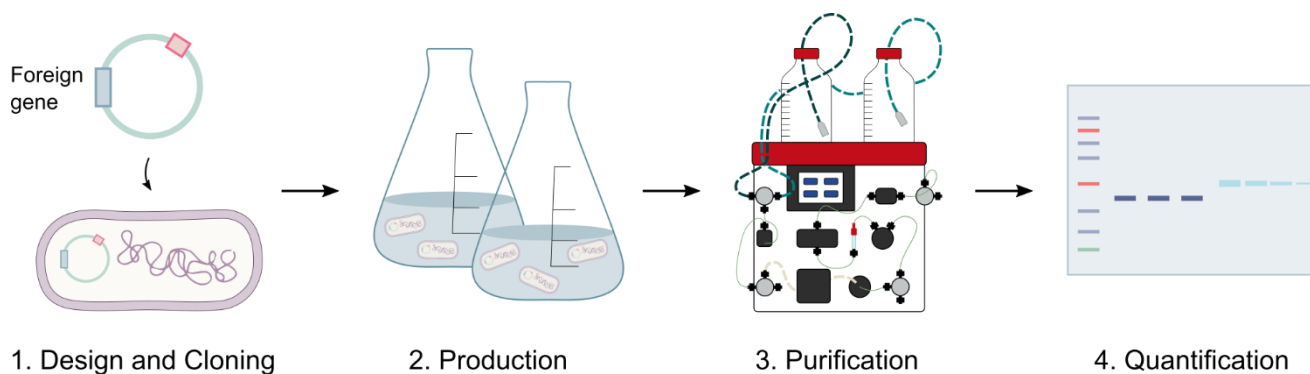 Foreign
gene
1. Design and Cloning
2. Production
3. Purification
4. Quantification